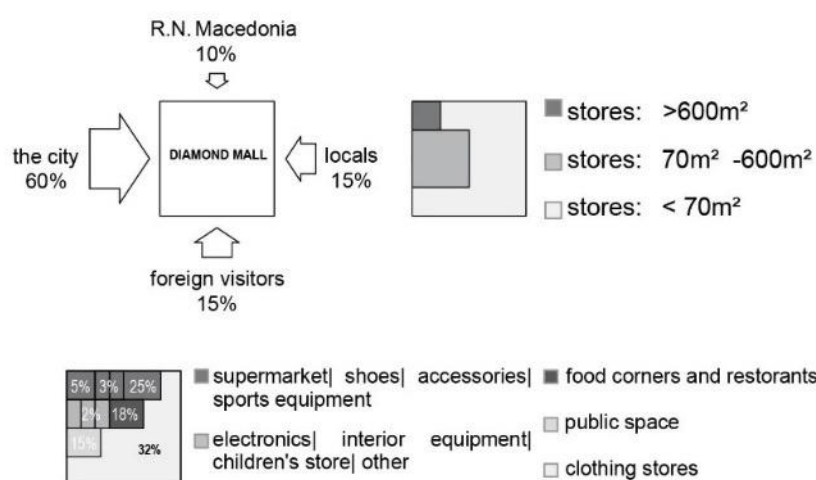 R.N. Macedonia
10%
the city
60%
DIAMOND MALL
locals
15%
foreign visitors
15%
stores: >600m²
stores: 70m² -600m²
stores: < 70m²
5% 3% 25%
2% 18%
15%
32%
supermarket| shoes| accessories|
sports equipment
electronics| interior equipment|
children's store| other
food corners and restorants
public space
clothing stores